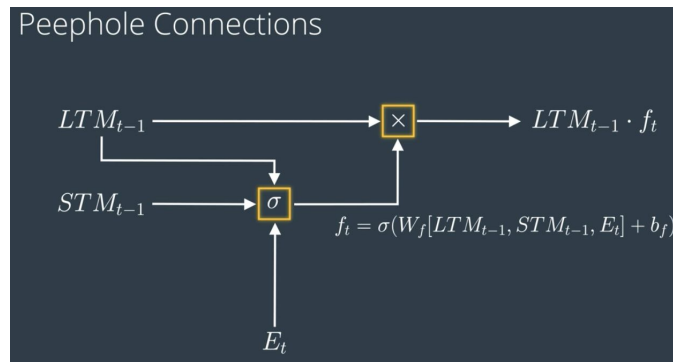 Peephole Connections
LTM_{t-1}
×
LTM_{t-1} · f_t
STM_{t-1}
σ
f_t = σ(W_f[LTM_{t-1}, STM_{t-1}, E_t] + b_f)
E_t